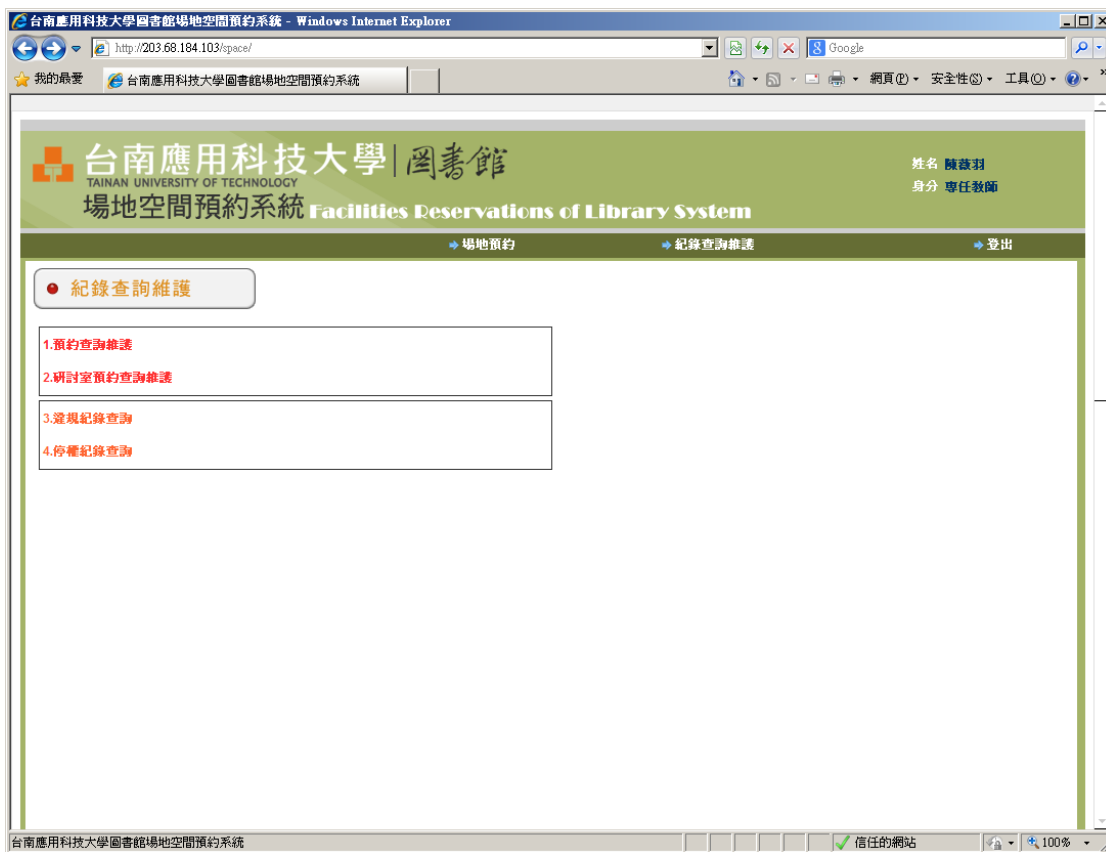 台南應用科技大學圖書館場地空間預約系統 - Windows Internet Explorer
http://203.68.184.103/space/
Google
我的最愛
台南應用科技大學圖書館場地空間預約系統
網頁(P)
安全性(S)
工具(O)
台南應用科技大學
圖書館
TAINAN UNIVERSITY OF TECHNOLOGY
場地空間預約系統 Facilities Reservations of Library System
姓名 陳薇羽
身分 專任教師
場地預約
紀錄查詢維護
登出
紀錄查詢維護
1.預約查詢維護
2.研討室預約查詢維護
3.違規紀錄查詢
4.停權紀錄查詢
台南應用科技大學圖書館場地空間預約系統
信任的網站
100%